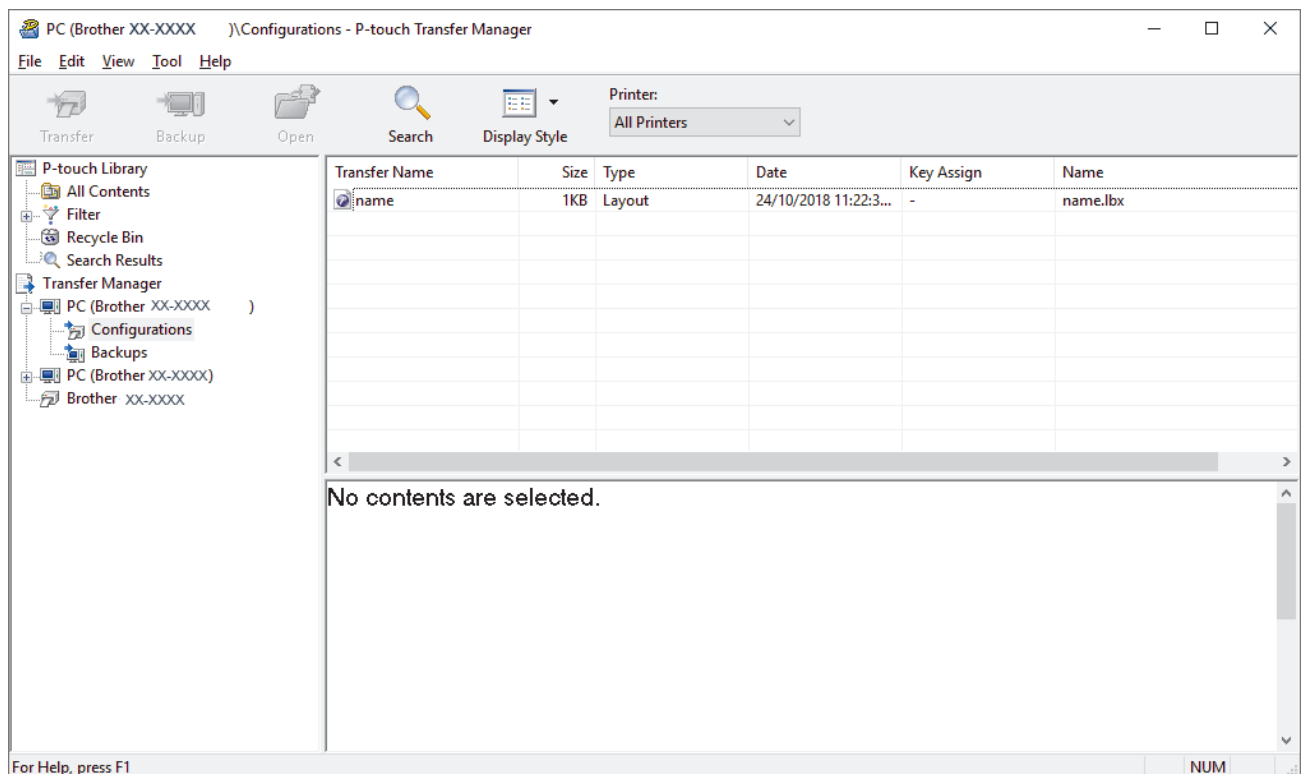 PC (Brother XX-XXXX )\Configurations - P-touch Transfer Manager
File Edit View Tool Help
Transfer Backup Open Search Display Style Printer: All Printers
P-touch Library
All Contents
Filter
Recycle Bin
Search Results
Transfer Manager
PC (Brother XX-XXXX )
Configurations
Backups
PC (Brother XX-XXXX)
Brother XX-XXXX
Transfer Name Size Type Date Key Assign Name
name 1KB Layout 24/10/2018 11:22:3... - name.lbx
No contents are selected.
For Help, press F1 NUM